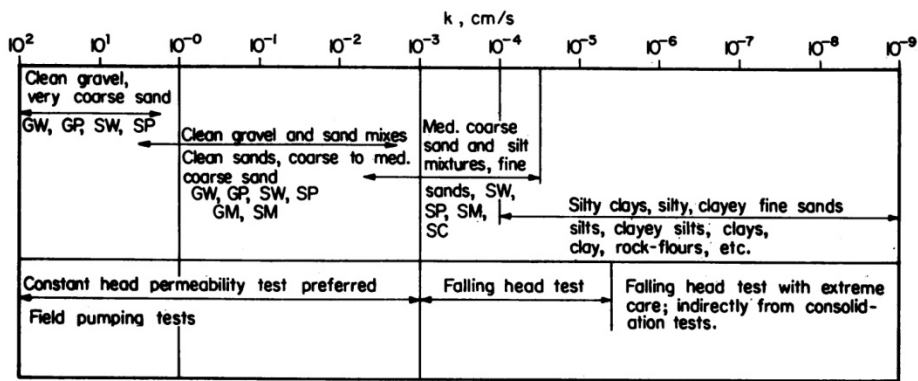 k, cm/s
10² 10¹ 10⁻⁰ 10⁻¹ 10⁻² 10⁻³ 10⁻⁴ 10⁻⁵ 10⁻⁶ 10⁻⁷ 10⁻⁸ 10⁻⁹
Clean gravel,
very coarse sand
GW, GP, SW, SP
Clean gravel and sand mixes
Clean sands, coarse to med.
coarse sand
GW, GP, SW, SP
GM, SM
Med. coarse
sand and silt
mixtures, fine
sands, SW,
SP, SM,
SC
Silty clays, silty, clayey fine sands
silts, clayey silts, clays,
clay, rock-flours, etc.
Constant head permeability test preferred
Field pumping tests
Falling head test
Falling head test with extreme
care; indirectly from consolid-
ation tests.